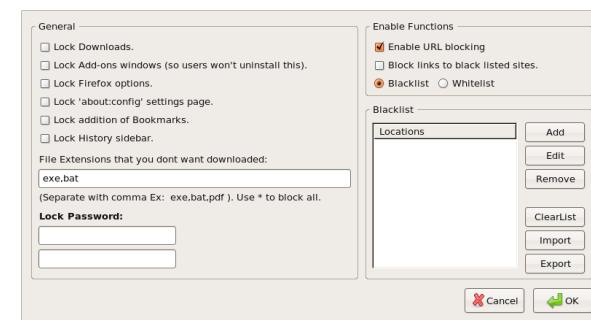 General
Lock Downloads.
Lock Add-ons windows (so users won't uninstall this).
Lock Firefox options.
Lock 'about:config' settings page.
Lock addition of Bookmarks.
Lock History sidebar.
File Extensions that you dont want downloaded:
exe,bat
(Separate with comma Ex: exe,bat,pdf ). Use * to block all.
Lock Password:
Enable Functions
Enable URL blocking
Block links to black listed sites.
Blacklist Whitelist
Blacklist
Locations
Add
Edit
Remove
ClearList
Import
Export
Cancel
OK